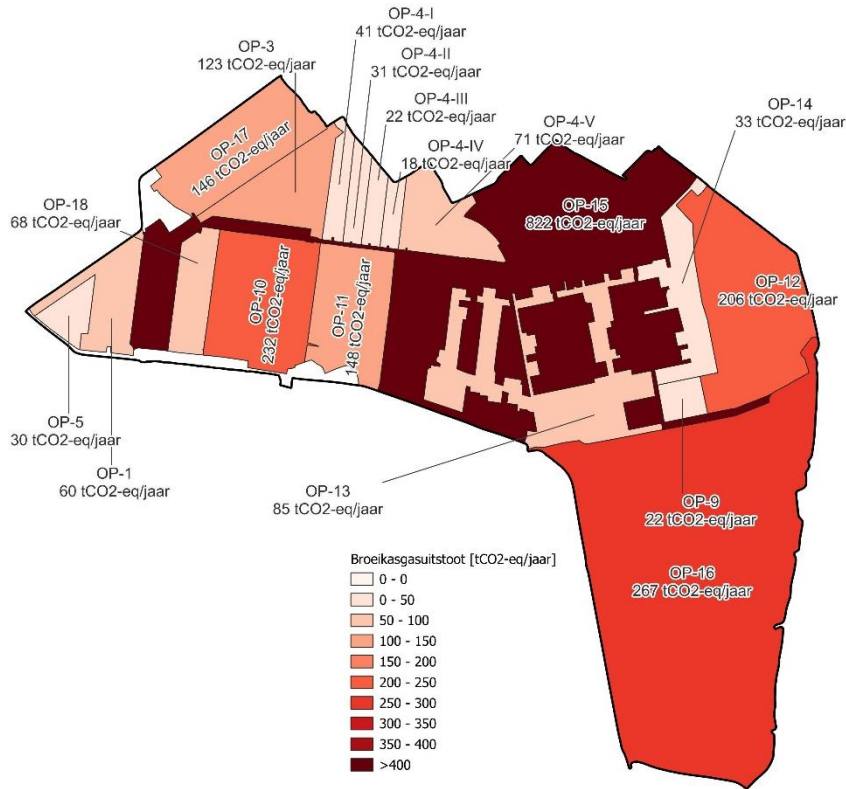 OP-4-I
41 tCO2-eq/jaar
OP-3
123 tCO2-eq/jaar
OP-4-II
31 tCO2-eq/jaar
OP-4-III
22 tCO2-eq/jaar
OP-4-IV
18 tCO2-eq/jaar
OP-4-V
71 tCO2-eq/jaar
OP-14
33 tCO2-eq/jaar
OP-17
146 tCO2-eq/jaar
OP-18
68 tCO2-eq/jaar
OP-15
822 tCO2-eq/jaar
OP-12
206 tCO2-eq/jaar
OP-10
232 tCO2-eq/jaar
OP-11
148 tCO2-eq/jaar
OP-5
30 tCO2-eq/jaar
OP-1
60 tCO2-eq/jaar
OP-13
85 tCO2-eq/jaar
OP-9
22 tCO2-eq/jaar
OP-16
267 tCO2-eq/jaar
Broeikasgasuitstoot [tCO2-eq/jaar]
0 - 0
0 - 50
50 - 100
100 - 150
150 - 200
200 - 250
250 - 300
300 - 350
350 - 400
>400